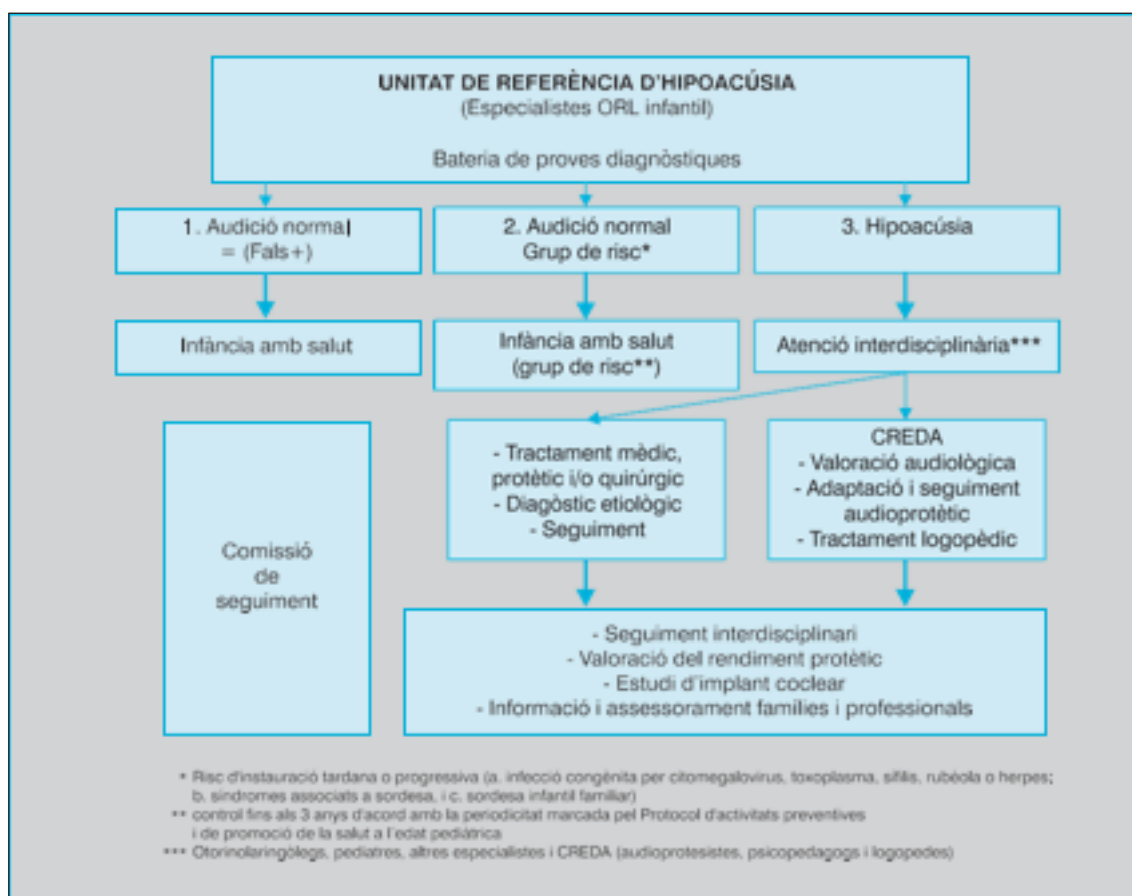 UNITAT DE REFERÈNCIA D'HIPOACÚSIA
(Especialistes ORL infantil)
Bateria de proves diagnòstiques
1. Audició normal
= (Fals+)
2. Audició normal
Grup de risc*
3. Hipoacúsia
Infància amb salut
Infància amb salut
(grup de risc**)
Atenció interdisciplinària***
- Tractament mèdic,
protètic i/o quirúrgic
- Diagòstic etiològic
- Seguiment
CREDA
- Valoració audiològica
- Adaptació i seguiment
audioprotètic
- Tractament logopèdic
Comissió
de
seguiment
- Seguiment interdisciplinari
- Valoració del rendiment protètic
- Estudi d'implant coclear
- Informació i assessorament famílies i professionals
* Risc d'instauració tardana o progressiva (a. infecció congènita per citomegalovirus, toxoplasma, sífilis, rubèola o herpes;
b. síndromes associats a sordesa, i c. sordesa infantil familiar)
** control fins als 3 anys d'acord amb la periodicitat marcada pel Protocol d'activitats preventives
i de promoció de la salut a l'edat pediàtrica
*** Otorinolaringòlegs, pediatres, altres especialistes i CREDA (audioprotesistes, psicopedagogs i logopedes)